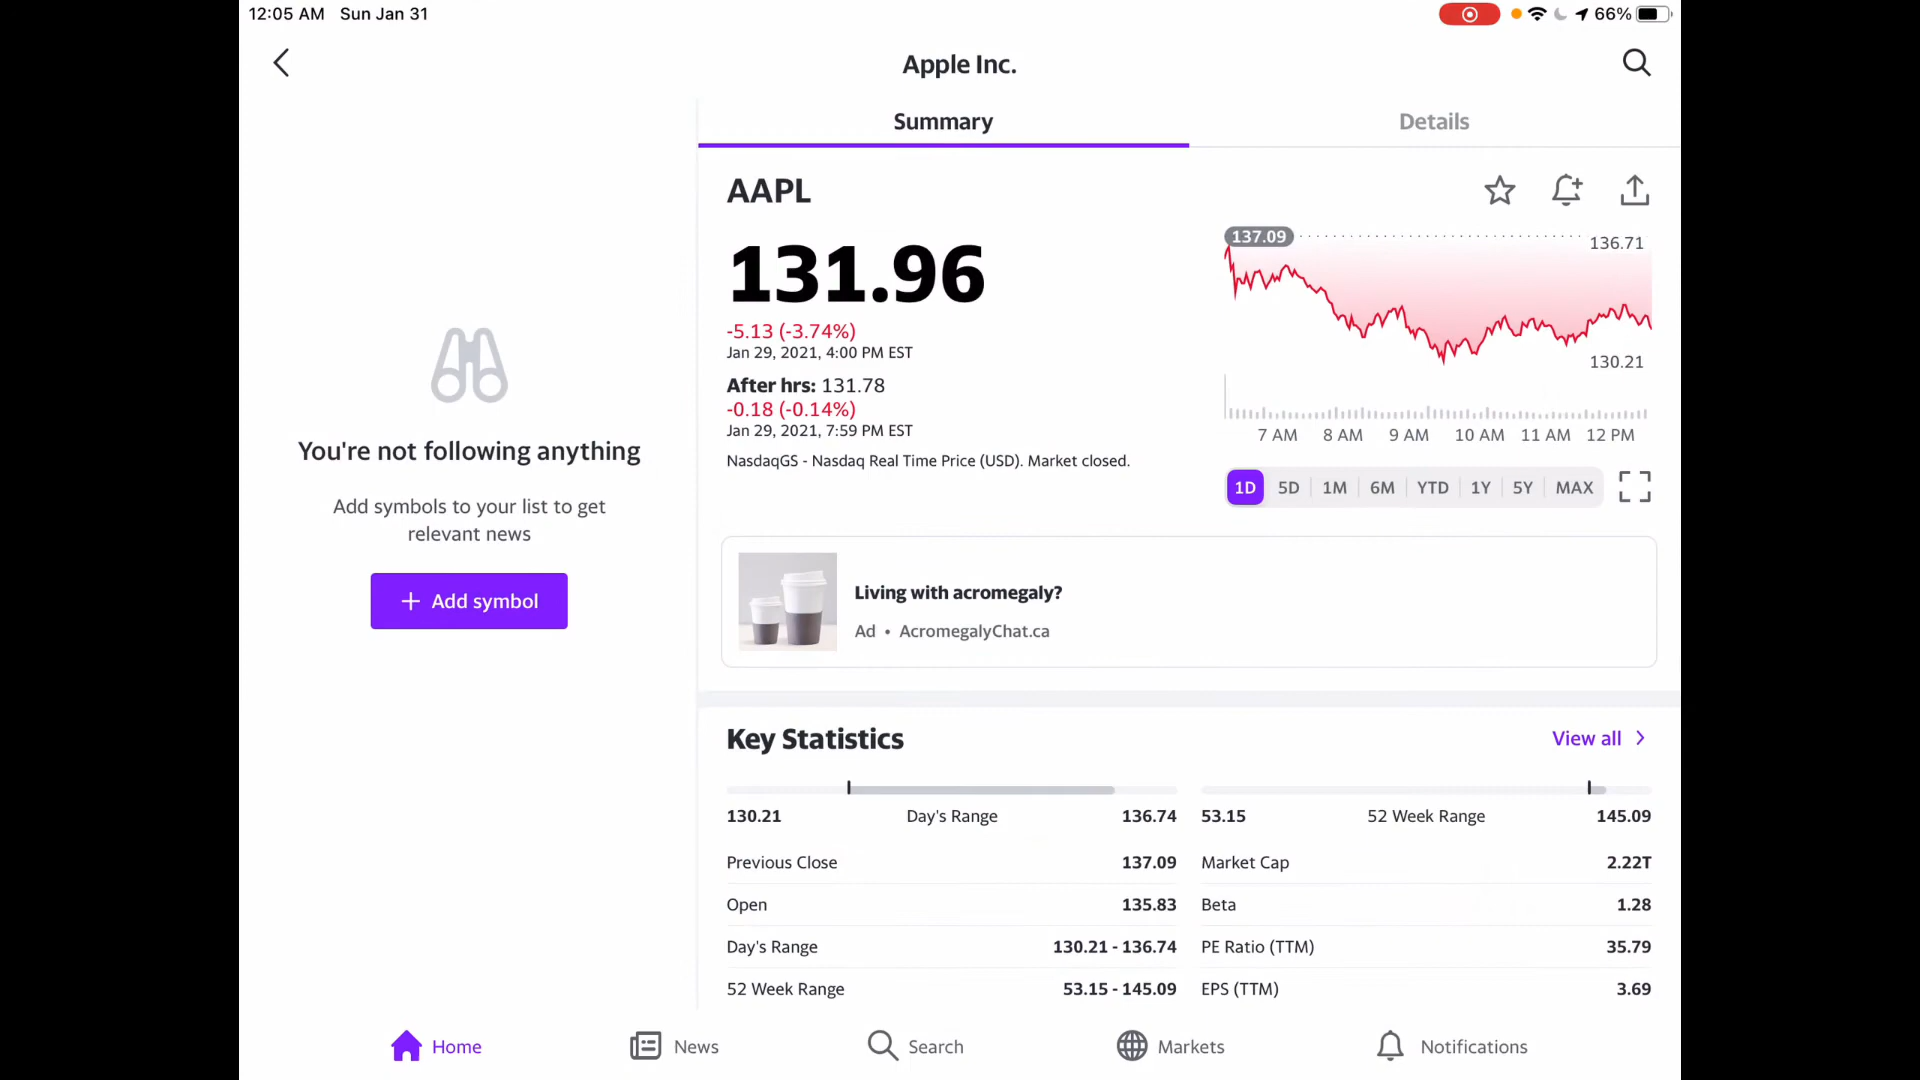 12:05 AM Sun Jan 31
66%
Apple Inc.
Summary
Details
You're not following anything
Add symbols to your list to get
relevant news
+ Add symbol
AAPL
131.96
-5.13 (-3.74%)
Jan 29, 2021, 4:00 PM EST
After hrs: 131.78
-0.18 (-0.14%)
Jan 29, 2021, 7:59 PM EST
NasdaqGS - Nasdaq Real Time Price (USD). Market closed.
137.09
136.71
130.21
7 AM 8 AM 9 AM 10 AM 11 AM 12 PM
1D 5D 1M 6M YTD 1Y 5Y MAX
Living with acromegaly?
Ad • AcromegalyChat.ca
Key Statistics
View all
130.21 Day's Range 136.74
53.15 52 Week Range 145.09
Previous Close 137.09
Market Cap 2.22T
Open 135.83
Beta 1.28
Day's Range 130.21 - 136.74
PE Ratio (TTM) 35.79
52 Week Range 53.15 - 145.09
EPS (TTM) 3.69
Home News Search Markets Notifications